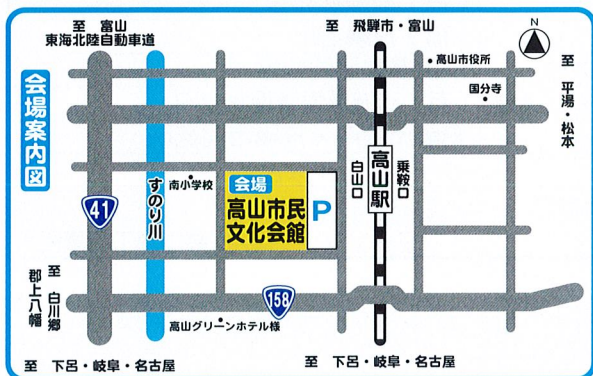 至 富山
東海北陸自動車道
至 飛騨市・富山
N
高山市役所
国分寺
至 平湯・松本
会場案内図
41
すのり川
南小学校
会場
高山市民
文化会館
P
白山口
高山駅
乗鞍口
至 白川郷
郡上八幡
158
高山グリーンホテル様
至 下呂・岐阜・名古屋
至 下呂・岐阜・名古屋